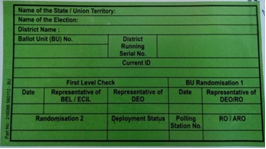 Name of the State / Union Territory:
Name of the Election:
District Name :
Ballot Unit (BU) No.
District
Running
Serial No.
Current ID
First Level Check
BU Randomisation 1
Date
Representative of
BEL / ECIL
Representative of
DEO
Date
Representative of
DEO/RO
Randomisation 2
Deployment Status
Polling
Station No.
RO / ARO